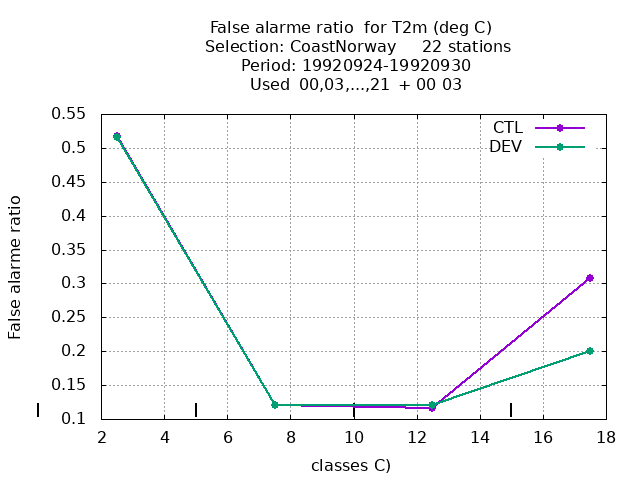 False alarme ratio  for T2m (deg C)
Selection: CoastNorway     22 stations
Period: 19920924-19920930
Used  00,03,...,21  + 00 03
CTL
DEV
0.55
0.5
0.45
0.4
0.35
0.3
0.25
0.2
0.15
0.1
False alarme ratio
2 4 6 8 10 12 14 16 18
classes C)